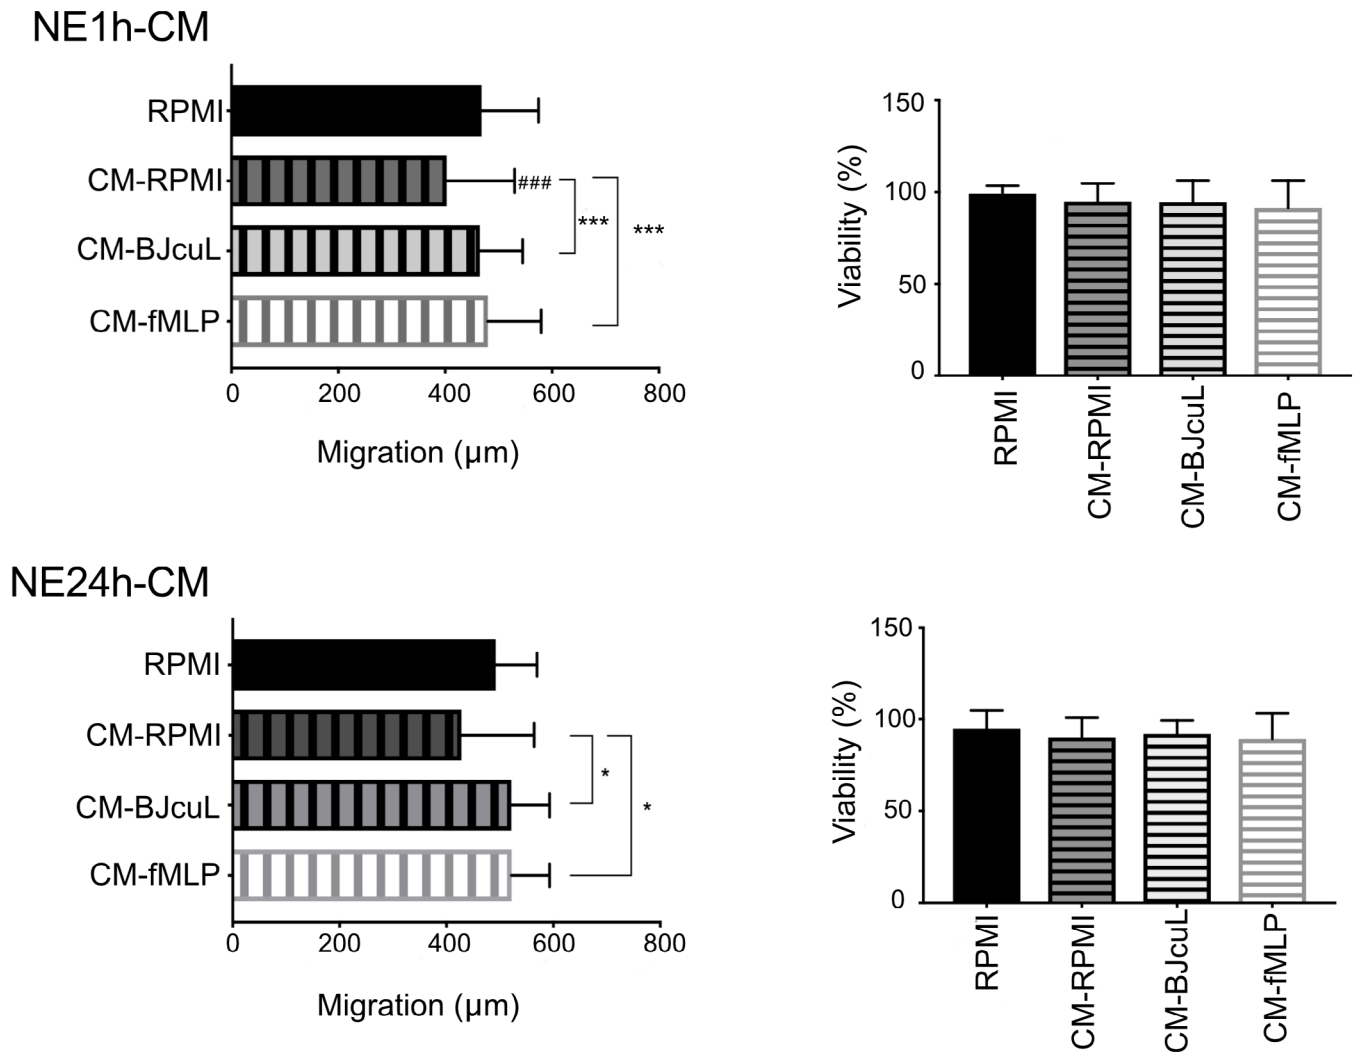 NE1h-CM
RPMI
CM-RPMI
CM-BJcuL
CM-fMLP
###
***
***
0 200 400 600 800
Migration (µm)
150
100
50
0
Viability (%)
RPMI
CM-RPMI
CM-BJcuL
CM-fMLP
NE24h-CM
RPMI
CM-RPMI
CM-BJcuL
CM-fMLP
*
*
0 200 400 600 800
Migration (µm)
150
100
50
0
Viability (%)
RPMI
CM-RPMI
CM-BJcuL
CM-fMLP